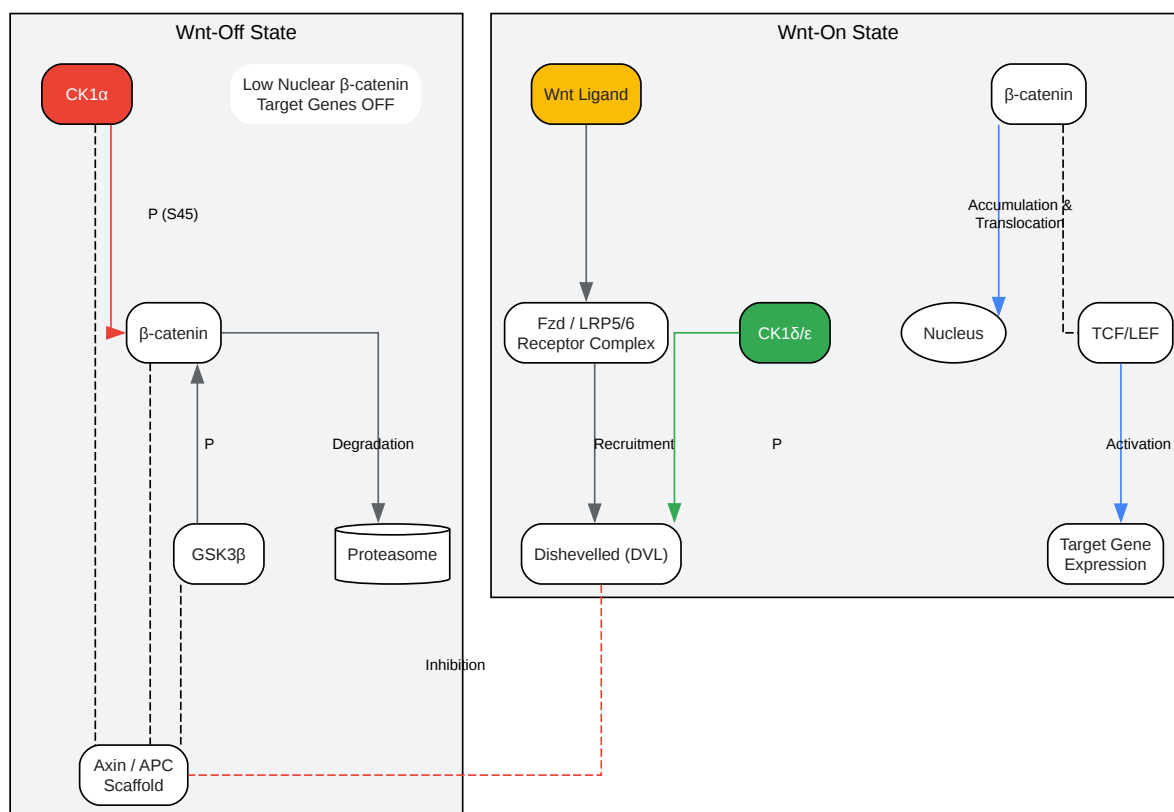 Wnt-Off State
CK1α
Low Nuclear β-catenin
Target Genes OFF
P (S45)
β-catenin
P
Degradation
GSK3β
Proteasome
Inhibition
Axin / APC
Scaffold
Wnt-On State
Wnt Ligand
β-catenin
Accumulation &
Translocation
Fzd / LRP5/6
Receptor Complex
CK1δ/ε
Nucleus
TCF/LEF
Recruitment
P
Activation
Dishevelled (DVL)
Target Gene
Expression